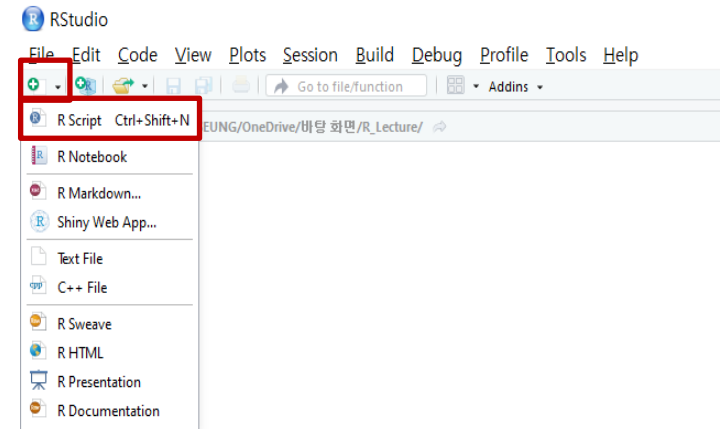 RStudio
File Edit Code View Plots Session Build Debug Profile Tools Help
Go to file/function Addins
R Script Ctrl+Shift+N
EUNG/OneDrive/바탕 화면/R_Lecture/
R Notebook
R Markdown...
Shiny Web App...
Text File
C++ File
R Sweave
R HTML
R Presentation
R Documentation